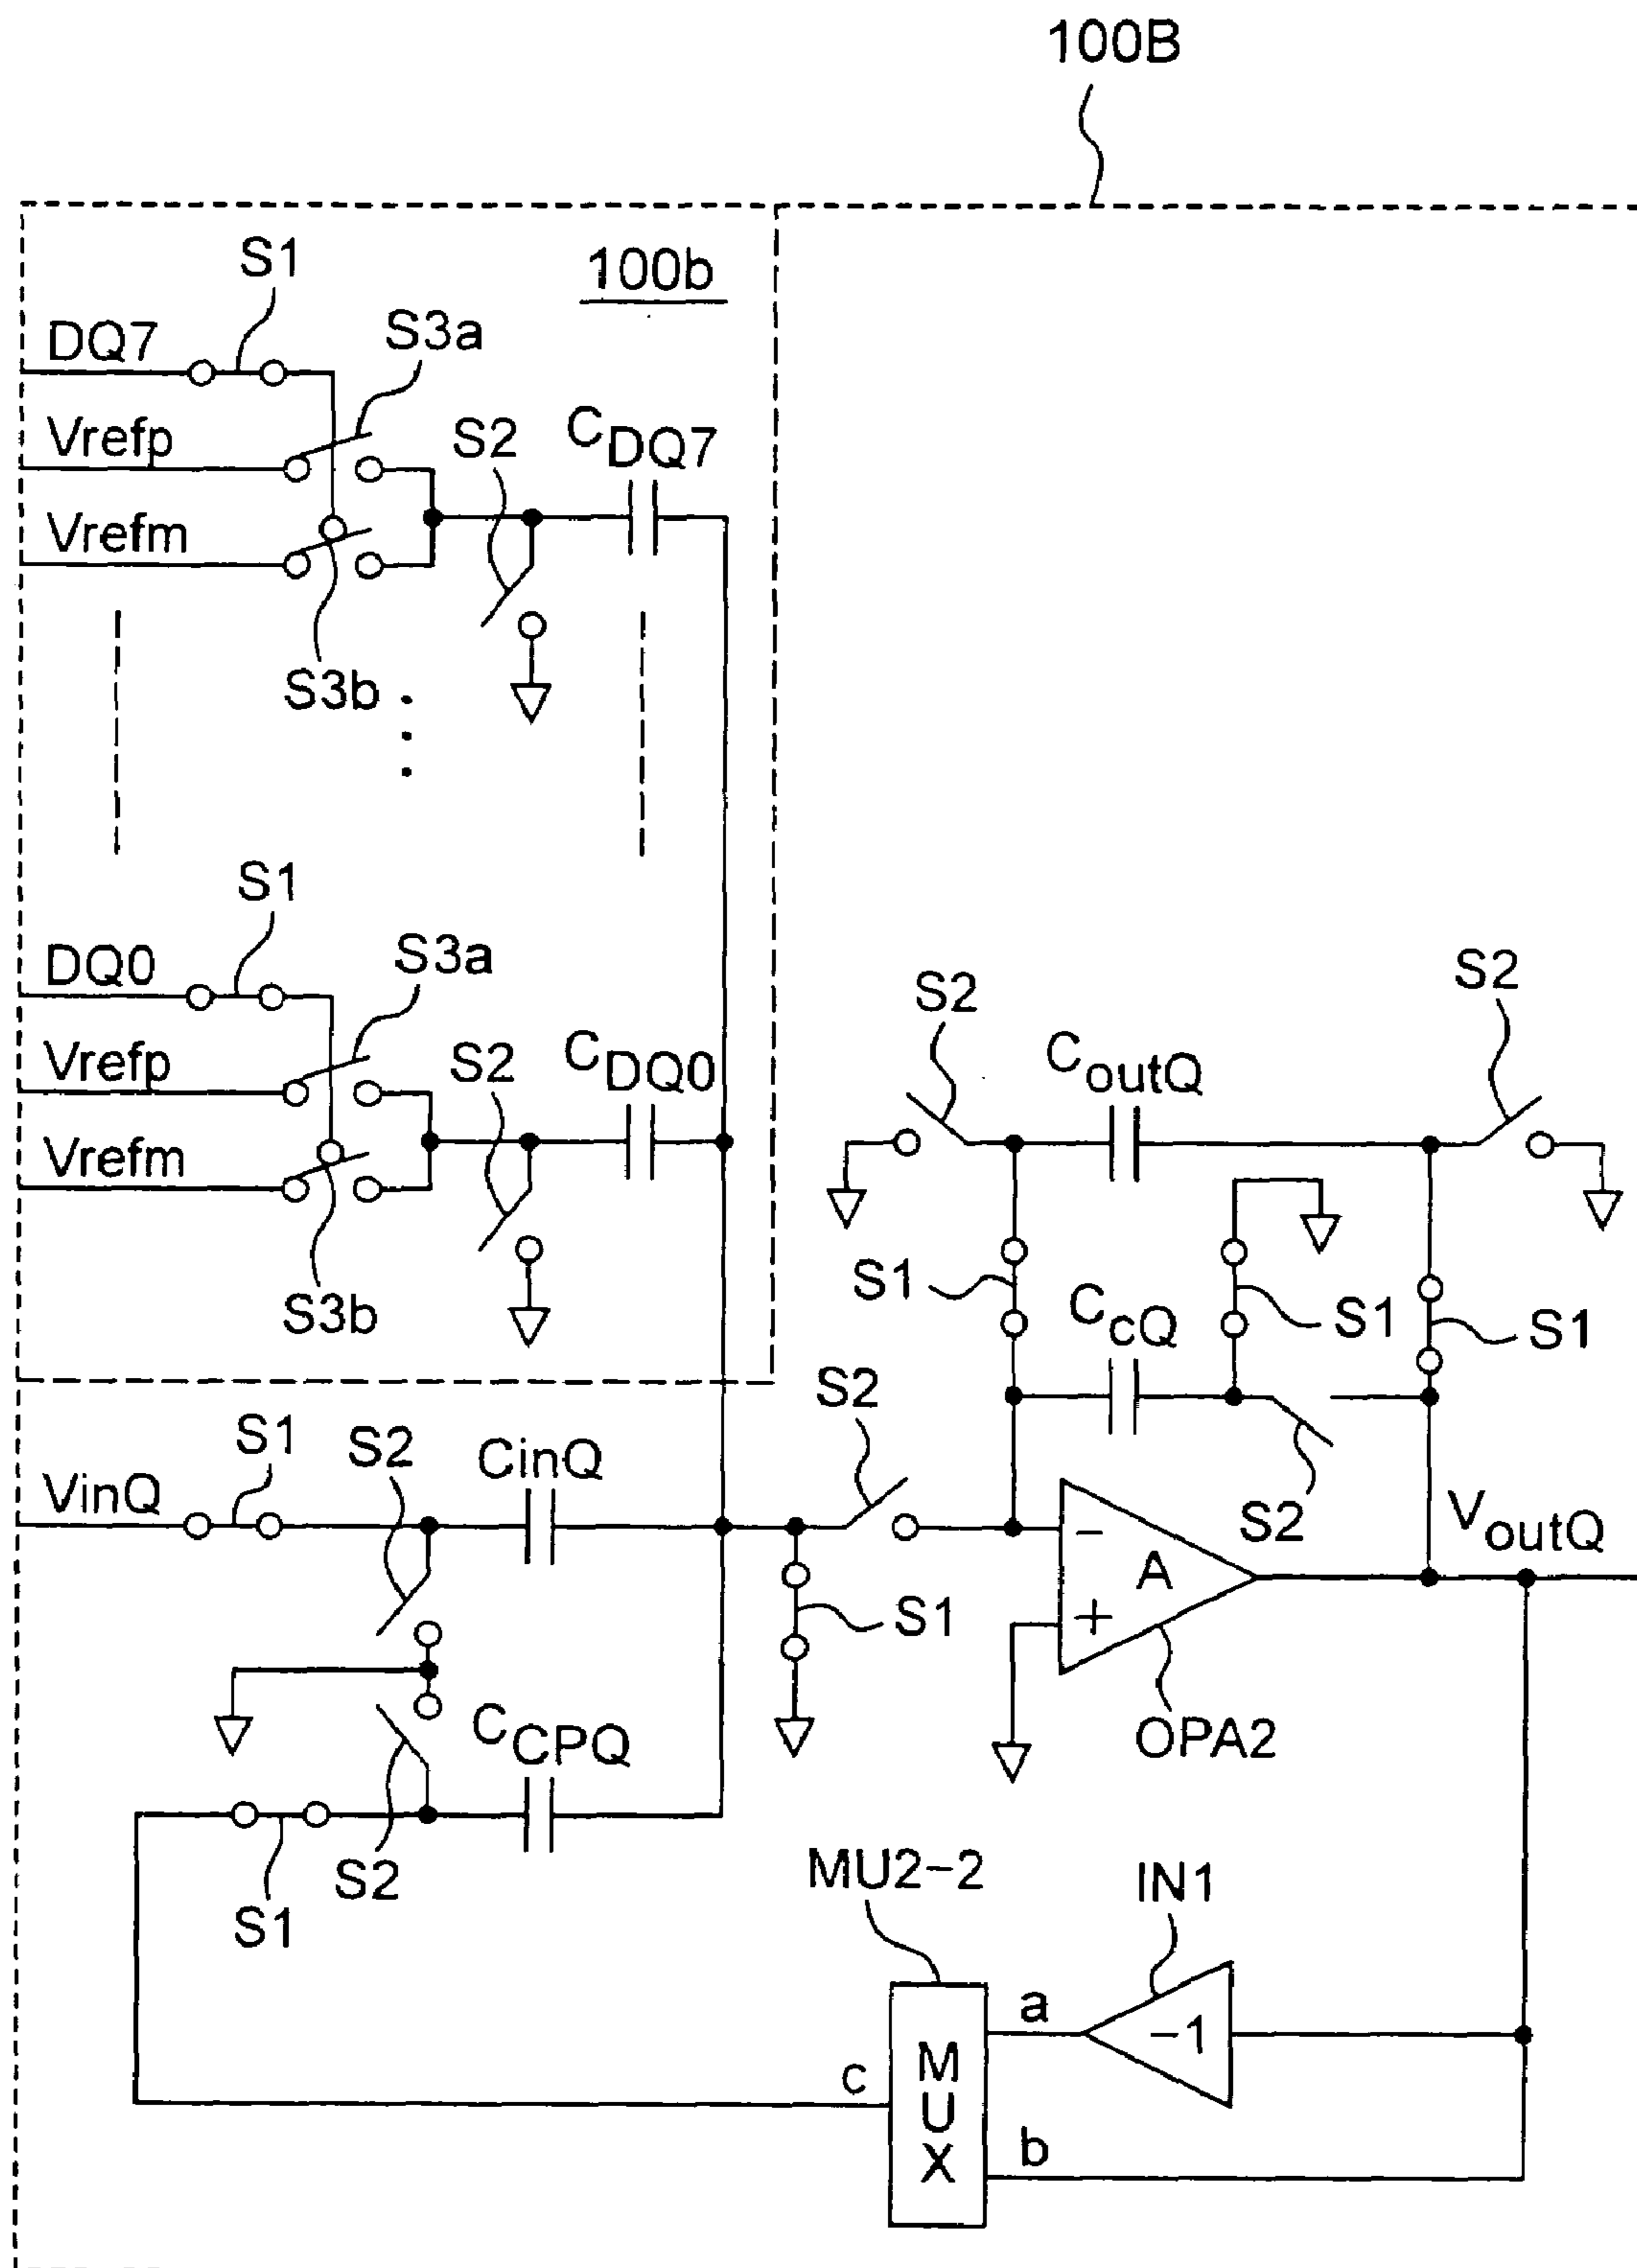 100B
100b
S1
DQ7
S3a
Vrefp
S2
CDQ7
Vrefm
S3b
S1
DQ0
S3a
Vrefp
S2
CDQ0
Vrefm
S3b
S2
CoutQ
S2
S1
CcQ
S1
S1
S2
S1
S2
CinQ
VinQ
S2
VoutQ
-
A
+
S1
OPA2
CCPQ
S2
S1
MU2-2
IN1
a
-1
c
MUX
b